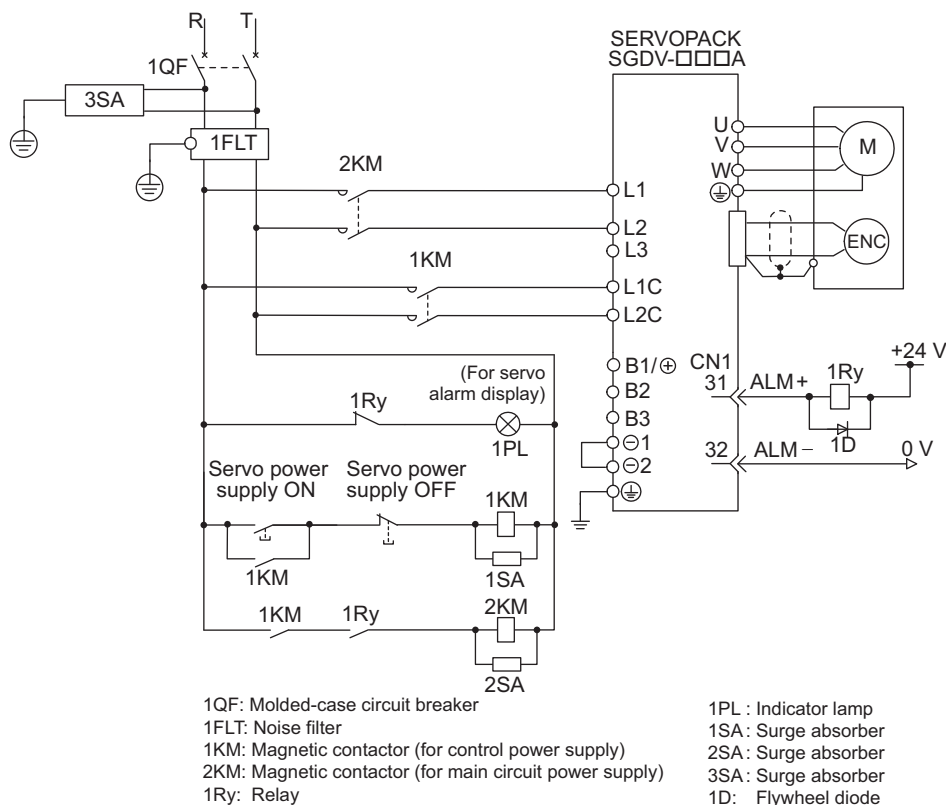 R T
SERVOPACK
SGDV-□□□A
1QF
3SA
1FLT
U
V
W
M
2KM
L1
L2
L3
ENC
1KM
L1C
L2C
+24 V
B1/⊕ CN1
31 ALM+ 1Ry
(For servo
alarm display)
B2
1Ry
B3
1D
1PL
⊖1
32 ALM− 0 V
⊖2
Servo power
supply ON
Servo power
supply OFF
1KM
1KM
1SA
1KM 1Ry 2KM
2SA
1QF: Molded-case circuit breaker
1FLT: Noise filter
1KM: Magnetic contactor (for control power supply)
2KM: Magnetic contactor (for main circuit power supply)
1Ry: Relay
1PL : Indicator lamp
1SA : Surge absorber
2SA : Surge absorber
3SA : Surge absorber
1D: Flywheel diode